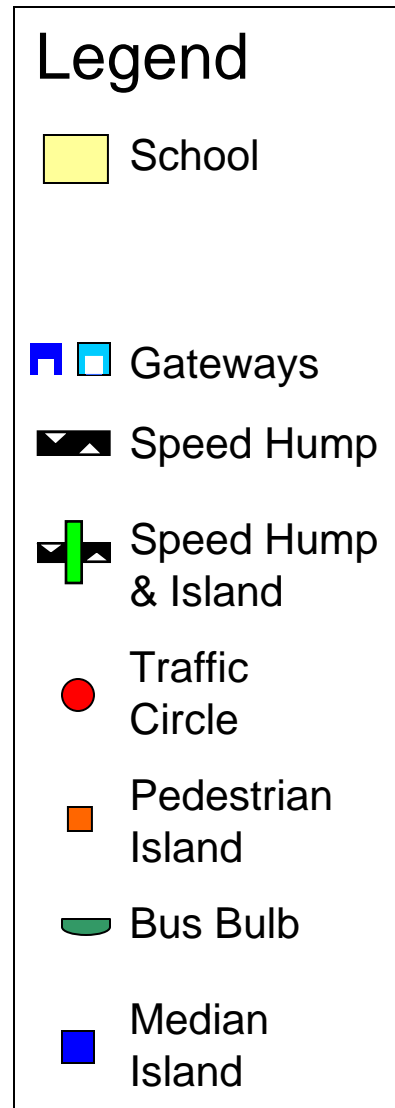 Legend
School
Gateways
Speed Hump
Speed Hump
& Island
Traffic
Circle
Pedestrian
Island
Bus Bulb
Median
Island